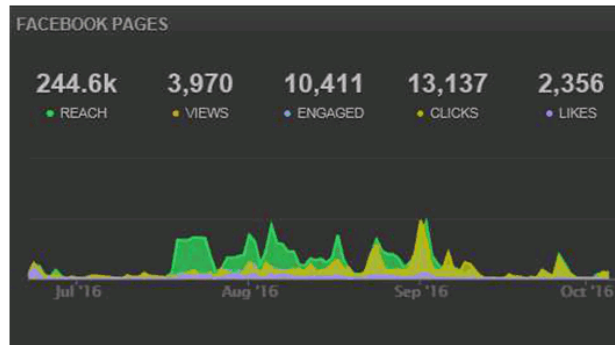 FACEBOOK PAGES
244.6k 3,970 10,411 13,137 2,356
REACH VIEWS ENGAGED CLICKS LIKES
Jul '16 Aug '16 Sep '16 Oct '16